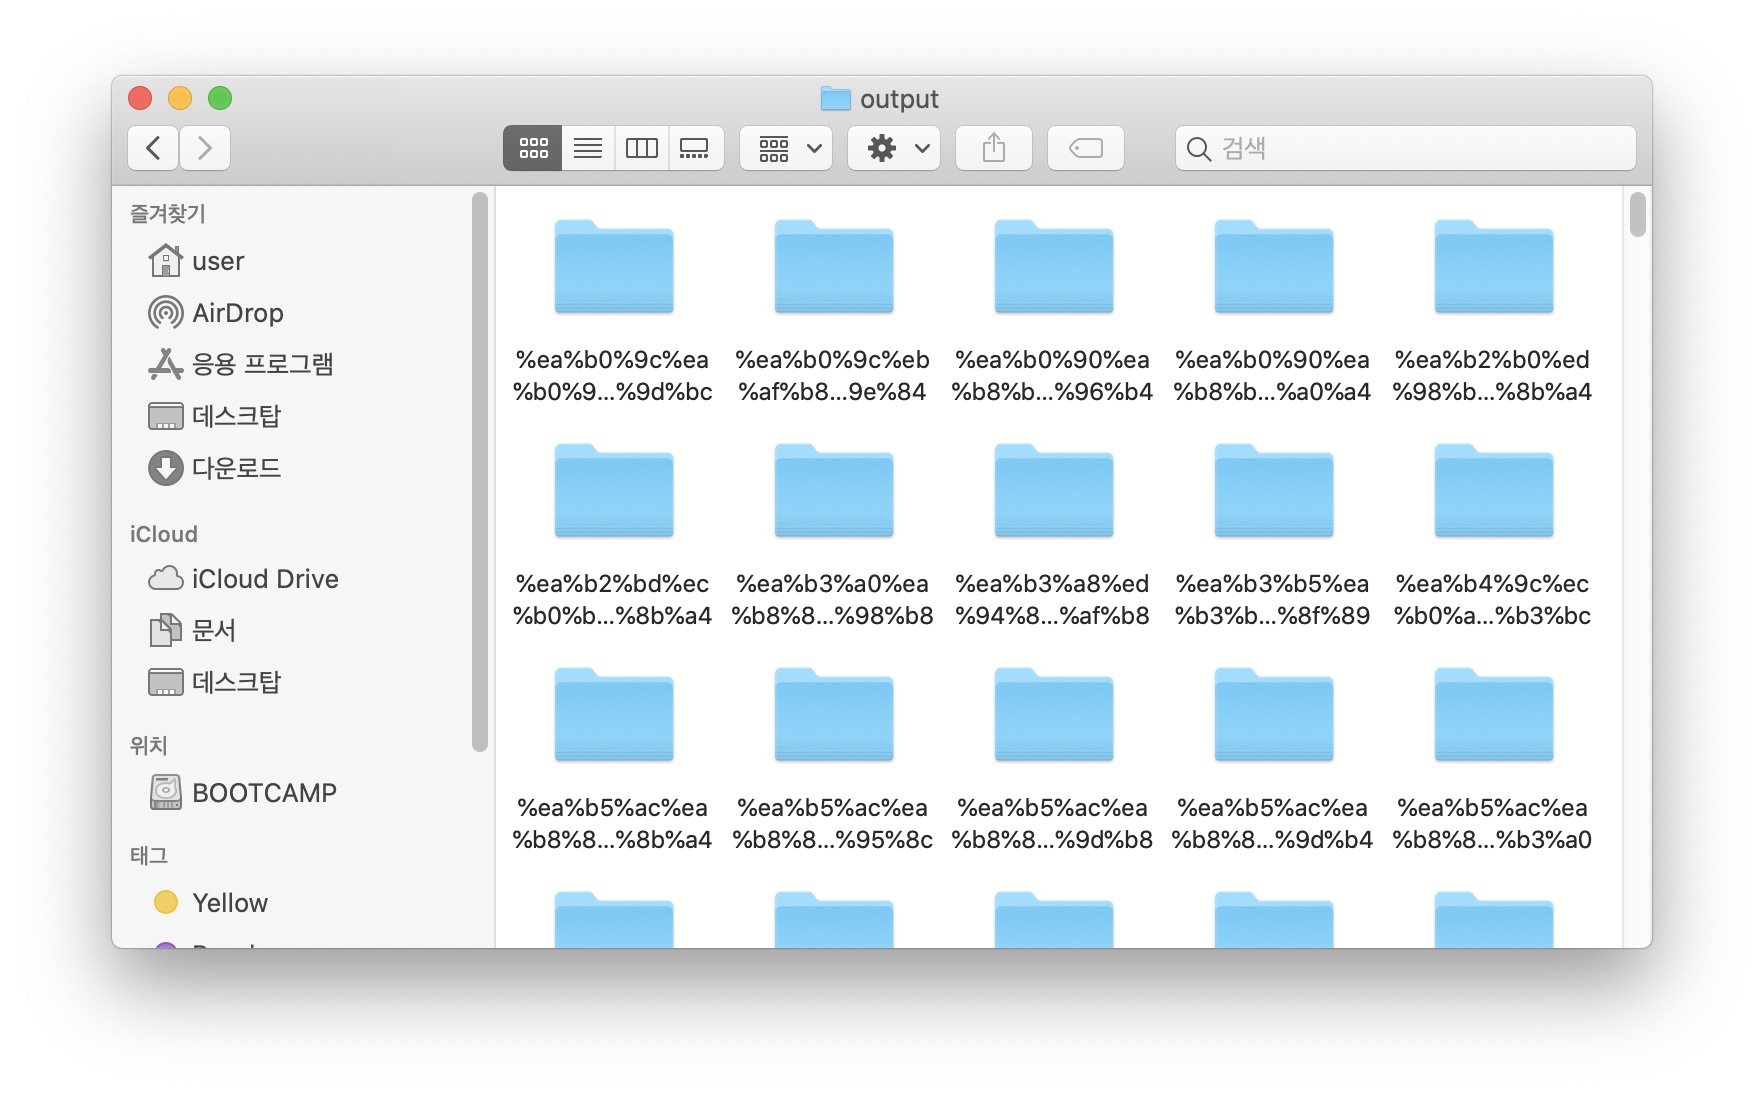 output
검색
즐겨찾기
user
AirDrop
응용 프로그램
데스크탑
다운로드
iCloud
iCloud Drive
문서
데스크탑
위치
BOOTCAMP
태그
Yellow
%ea%b0%9c%ea
%b0%9...%9d%bc
%ea%b0%9c%eb
%af%b8...9e%84
%ea%b0%90%ea
%b8%b...%96%b4
%ea%b0%90%ea
%b8%b...%a0%a4
%ea%b2%b0%ed
%98%b...%8b%a4
%ea%b2%bd%ec
%b0%b...%8b%a4
%ea%b3%a0%ea
%b8%8...%98%b8
%ea%b3%a8%ed
%94%8...%af%b8
%ea%b3%b5%ea
%b3%b...%8f%89
%ea%b4%9c%ec
%b0%a...%b3%bc
%ea%b5%ac%ea
%b8%8...%8b%a4
%ea%b5%ac%ea
%b8%8...%95%8c
%ea%b5%ac%ea
%b8%8...%9d%b8
%ea%b5%ac%ea
%b8%8...%9d%b4
%ea%b5%ac%ea
%b8%8...%b3%a0